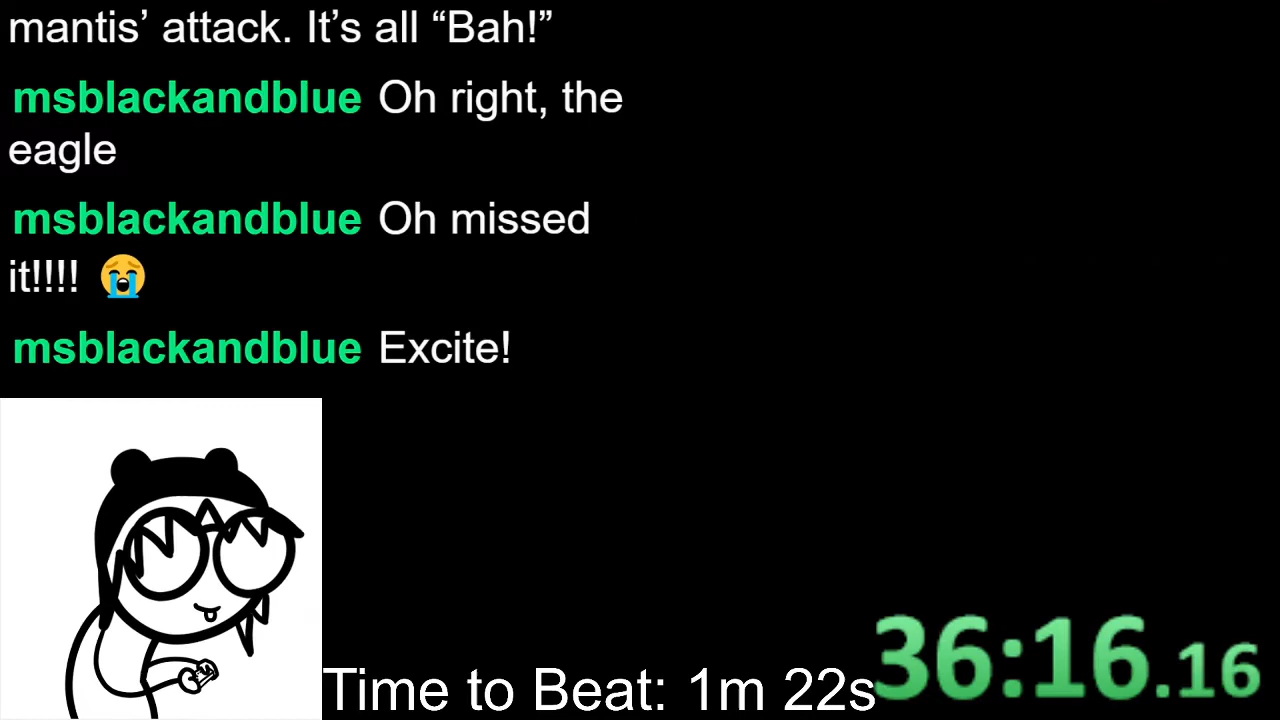 mantis’ attack. It’s all “Bah!”
msblackandblue Oh right, the
eagle
msblackandblue Oh missed
it!!!! 😭
msblackandblue Excite!
Time to Beat: 1m 22s
36:16.16